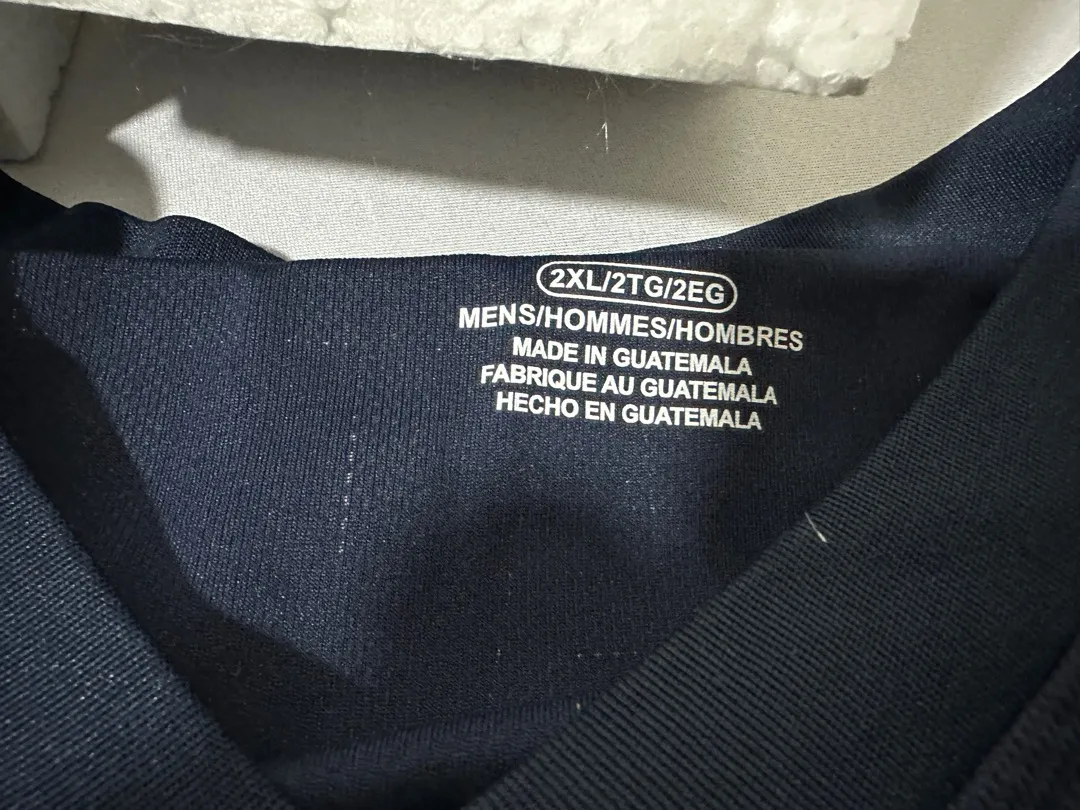 2XL/2TG/2EG
MENS/HOMMES/HOMBRES
MADE IN GUATEMALA
FABRIQUE AU GUATEMALA
HECHO EN GUATEMALA